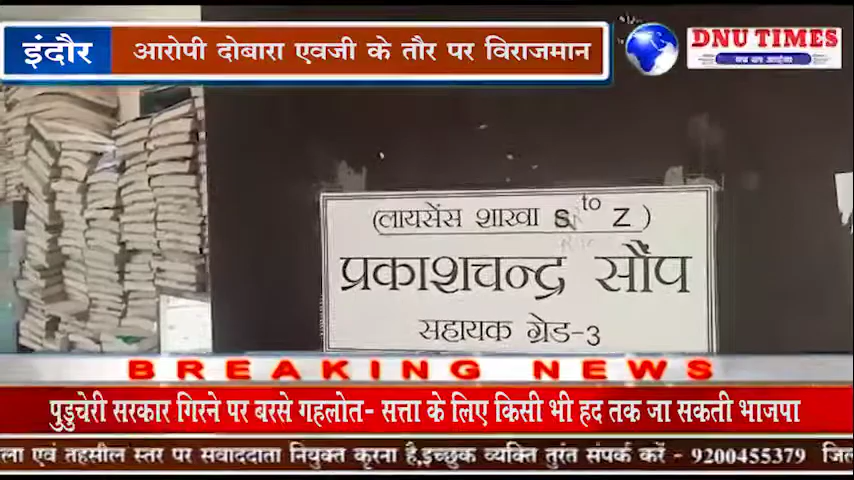 इंदौर
आरोपी दोबारा एवजी के तौर पर विराजमान
DNU TIMES
(लायसेंस शाखा S to Z)
प्रकाशचन्द्र सौंप
सहायक ग्रेड-3
BREAKING NEWS
पुडुचेरी सरकार गिरने पर बरसे गहलोत- सत्ता के लिए किसी भी हद तक जा सकती भाजपा
ला एवं तहसील स्तर पर सवाददाता नियुक्त करना है,इच्छुक व्यक्ति तुरंत संपर्क करें - 9200455379 जिल